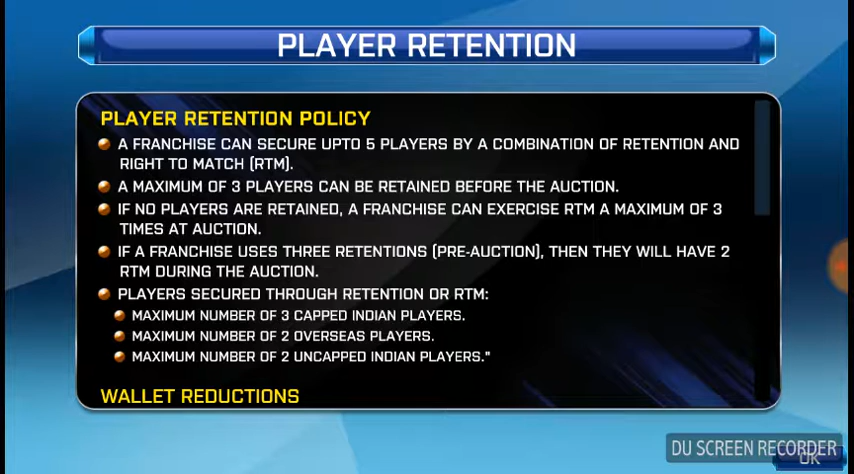 PLAYER RETENTION
PLAYER RETENTION POLICY
A FRANCHISE CAN SECURE UPTO 5 PLAYERS BY A COMBINATION OF RETENTION AND
RIGHT TO MATCH (RTM).
A MAXIMUM OF 3 PLAYERS CAN BE RETAINED BEFORE THE AUCTION.
IF NO PLAYERS ARE RETAINED, A FRANCHISE CAN EXERCISE RTM A MAXIMUM OF 3
TIMES AT AUCTION.
IF A FRANCHISE USES THREE RETENTIONS (PRE-AUCTION), THEN THEY WILL HAVE 2
RTM DURING THE AUCTION.
PLAYERS SECURED THROUGH RETENTION OR RTM:
MAXIMUM NUMBER OF 3 CAPPED INDIAN PLAYERS.
MAXIMUM NUMBER OF 2 OVERSEAS PLAYERS.
MAXIMUM NUMBER OF 2 UNCAPPED INDIAN PLAYERS."
WALLET REDUCTIONS
DU SCREEN RECORDER
OK